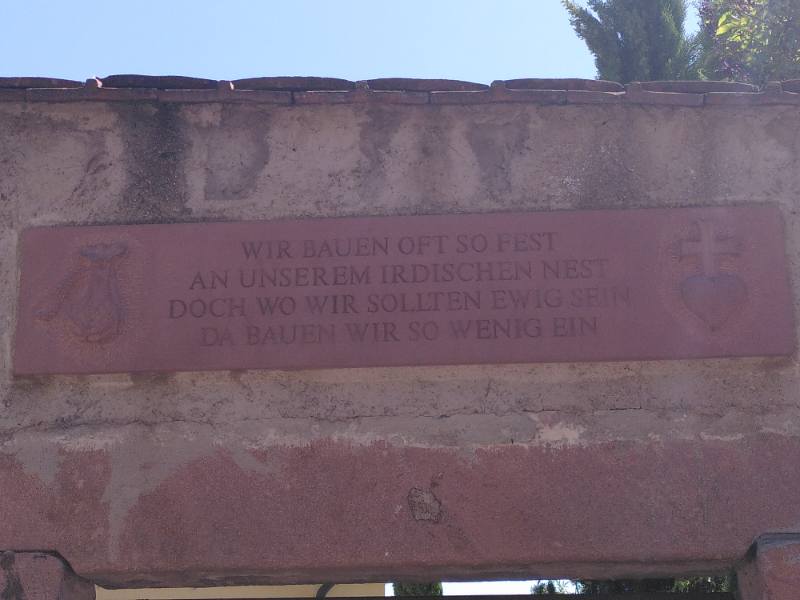 WIR BAUEN OFT SO FEST
AN UNSEREM IRDISCHEN NEST
DOCH WO WIR SOLLTEN EWIG SEIN
DA BAUEN WIR SO WENIG EIN